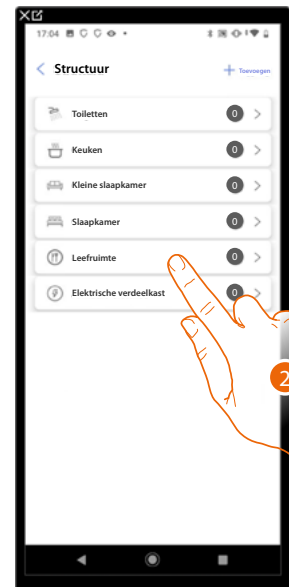 17:04
Structuur
Toevoegen
Toiletten 0
Keuken 0
Kleine slaapkamer 0
Slaapkamer 0
Leefruimte 0
Elektrische verdeelkast 0
2